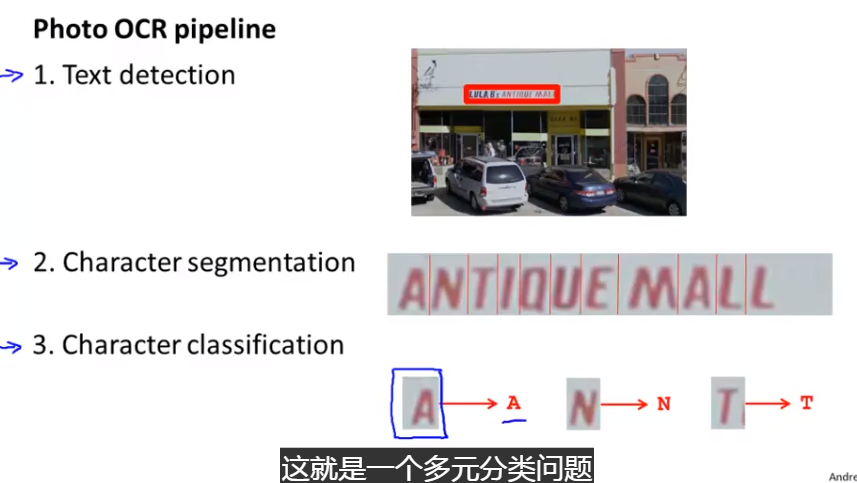 Photo OCR pipeline
1. Text detection
LULA B's ANTIQUE MALL
2. Character segmentation
ANTIQUE MALL
3. Character classification
A → A N → N T → T
这就是一个多元分类问题
Andre